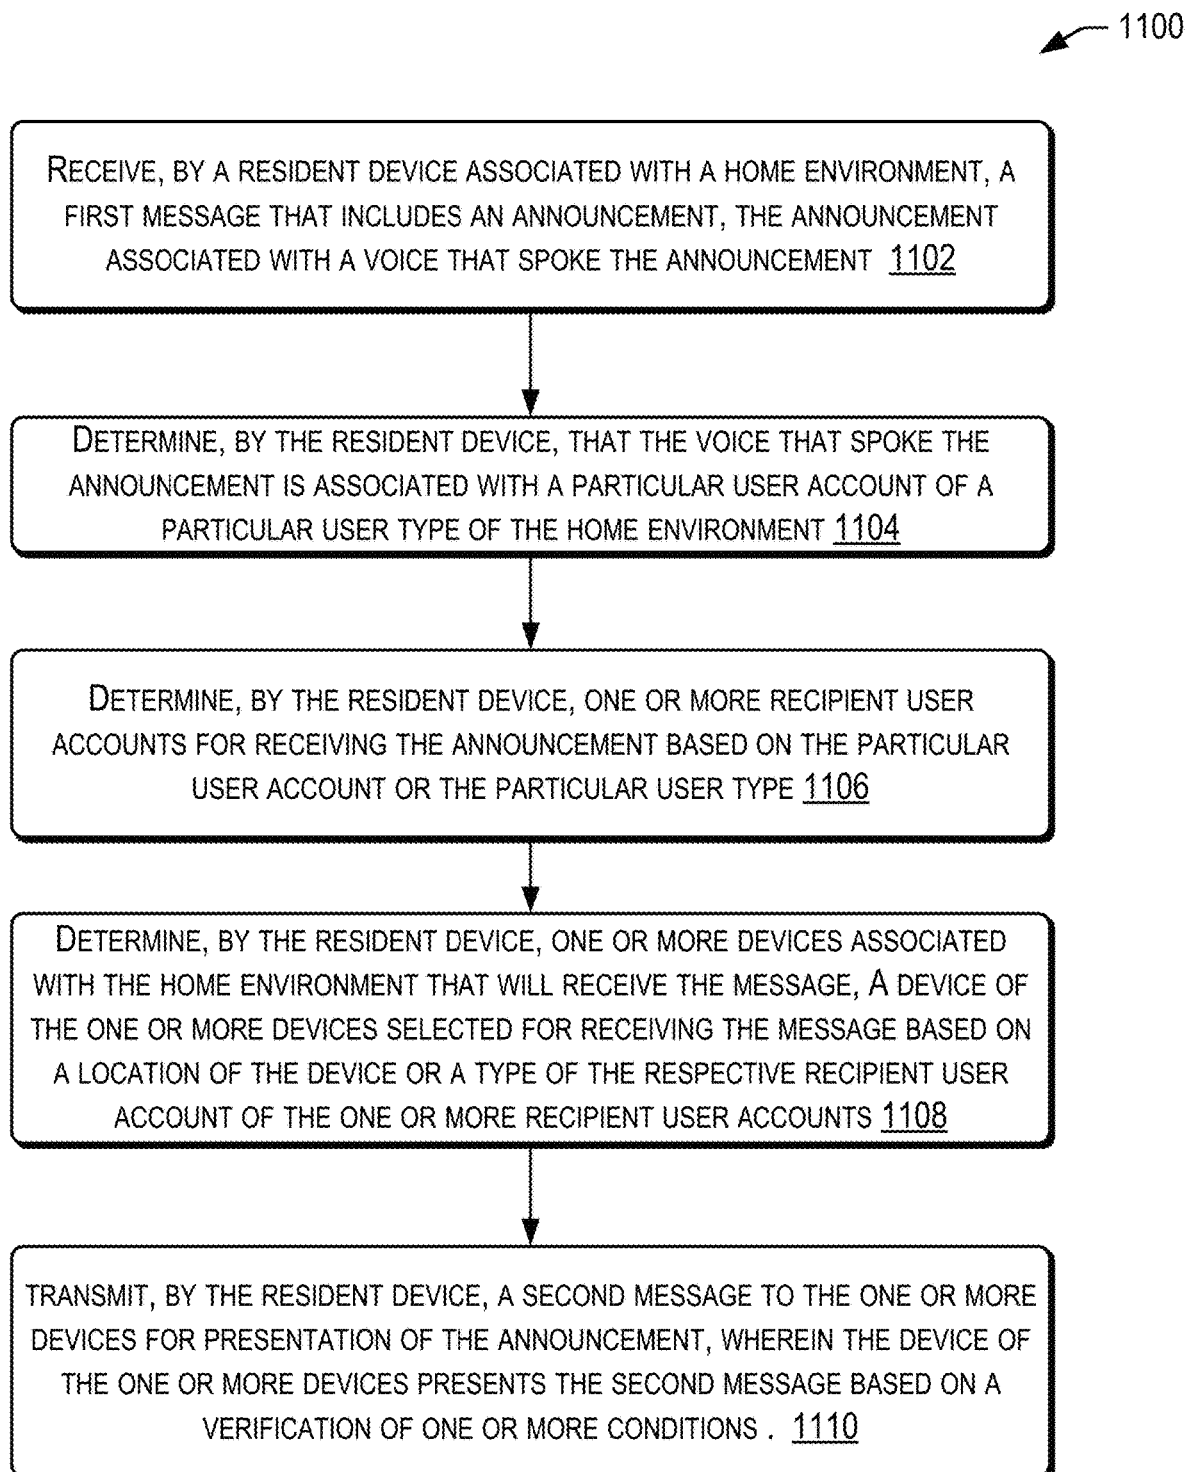 1100
RECEIVE, BY A RESIDENT DEVICE ASSOCIATED WITH A HOME ENVIRONMENT, A
FIRST MESSAGE THAT INCLUDES AN ANNOUNCEMENT, THE ANNOUNCEMENT
ASSOCIATED WITH A VOICE THAT SPOKE THE ANNOUNCEMENT 1102
DETERMINE, BY THE RESIDENT DEVICE, THAT THE VOICE THAT SPOKE THE
ANNOUNCEMENT IS ASSOCIATED WITH A PARTICULAR USER ACCOUNT OF A
PARTICULAR USER TYPE OF THE HOME ENVIRONMENT 1104
DETERMINE, BY THE RESIDENT DEVICE, ONE OR MORE RECIPIENT USER
ACCOUNTS FOR RECEIVING THE ANNOUNCEMENT BASED ON THE PARTICULAR
USER ACCOUNT OR THE PARTICULAR USER TYPE 1106
DETERMINE, BY THE RESIDENT DEVICE, ONE OR MORE DEVICES ASSOCIATED
WITH THE HOME ENVIRONMENT THAT WILL RECEIVE THE MESSAGE, A DEVICE OF
THE ONE OR MORE DEVICES SELECTED FOR RECEIVING THE MESSAGE BASED ON
A LOCATION OF THE DEVICE OR A TYPE OF THE RESPECTIVE RECIPIENT USER
ACCOUNT OF THE ONE OR MORE RECIPIENT USER ACCOUNTS 1108
TRANSMIT, BY THE RESIDENT DEVICE, A SECOND MESSAGE TO THE ONE OR MORE
DEVICES FOR PRESENTATION OF THE ANNOUNCEMENT, WHEREIN THE DEVICE OF
THE ONE OR MORE DEVICES PRESENTS THE SECOND MESSAGE BASED ON A
VERIFICATION OF ONE OR MORE CONDITIONS . 1110